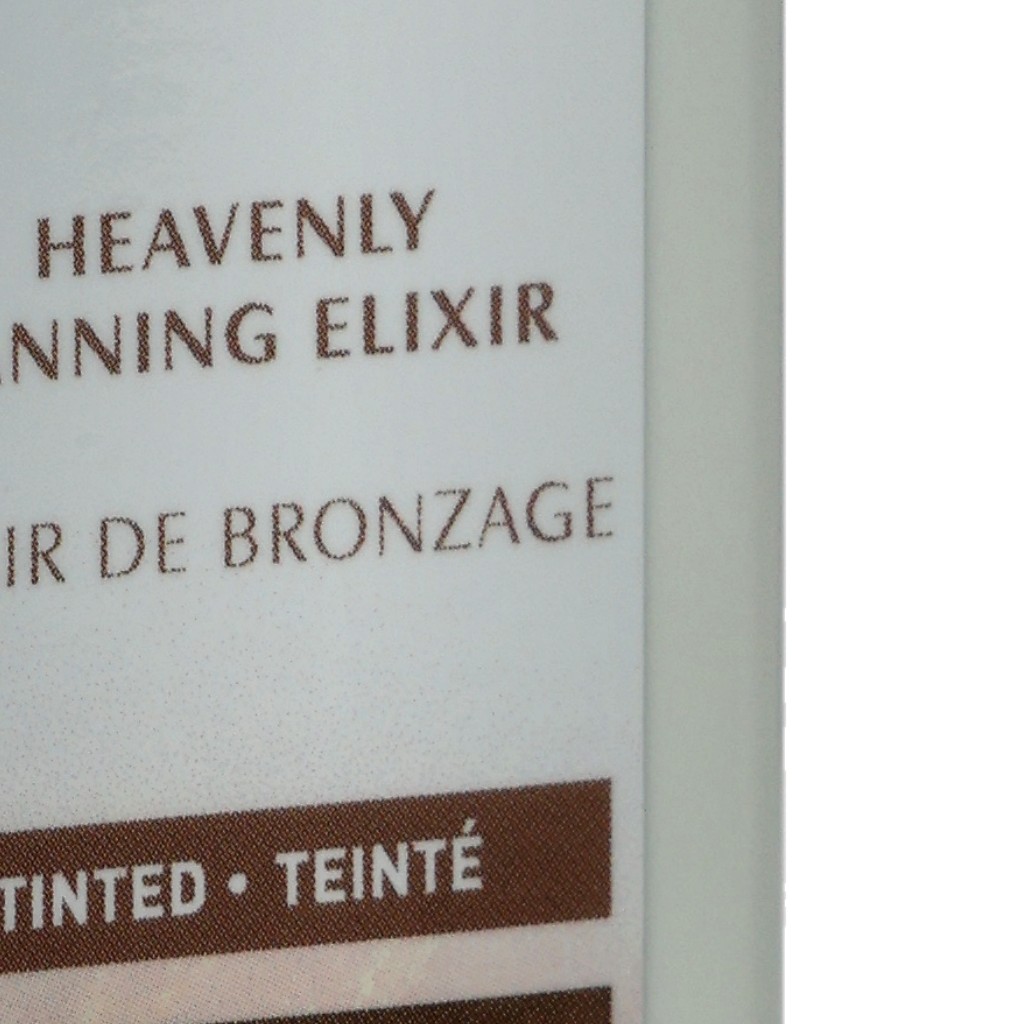 HEAVENLY
ANNING ELIXIR
IR DE BRONZAGE
TINTED • TEINTÉ